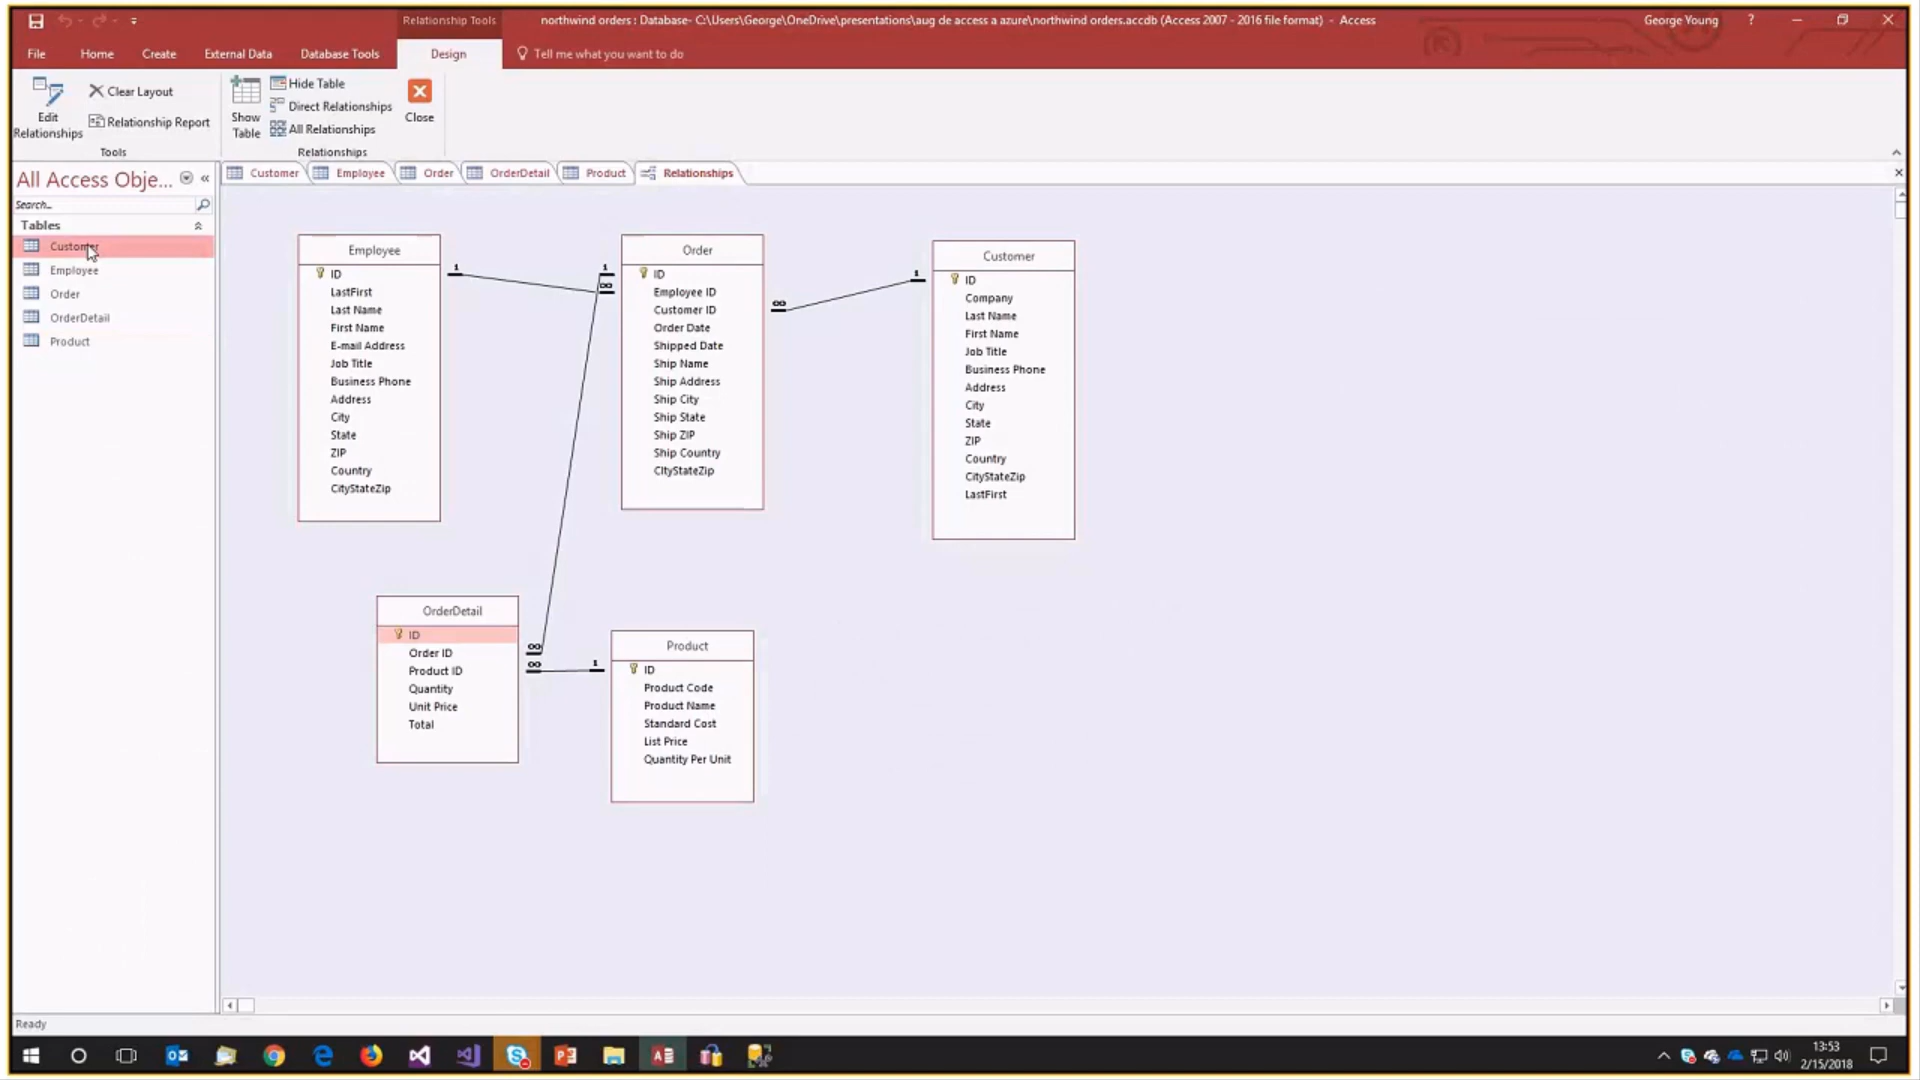 Relationship Tools
northwind orders : Database- C:\Users\George\OneDrive\presentations\aug de access a azure\northwind orders.accdb (Access 2007 - 2016 file format) - Access
George Young
?
File
Home
Create
External Data
Database Tools
Design
Tell me what you want to do
Edit
Relationships
Clear Layout
Relationship Report
Tools
Show
Table
Hide Table
Direct Relationships
All Relationships
Relationships
Close
All Access Obje...
Search...
Tables
Customer
Employee
Order
OrderDetail
Product
Customer
Employee
Order
OrderDetail
Product
Relationships
Employee
ID
LastFirst
Last Name
First Name
E-mail Address
Job Title
Business Phone
Address
City
State
ZIP
Country
CityStateZip
1
1
∞
Order
ID
Employee ID
Customer ID
Order Date
Shipped Date
Ship Name
Ship Address
Ship City
Ship State
Ship ZIP
Ship Country
CItyStateZip
∞
1
Customer
ID
Company
Last Name
First Name
Job Title
Business Phone
Address
City
State
ZIP
Country
CityStateZip
LastFirst
OrderDetail
ID
Order ID
Product ID
Quantity
Unit Price
Total
∞
∞
1
Product
ID
Product Code
Product Name
Standard Cost
List Price
Quantity Per Unit
Ready
13:53
2/15/2018